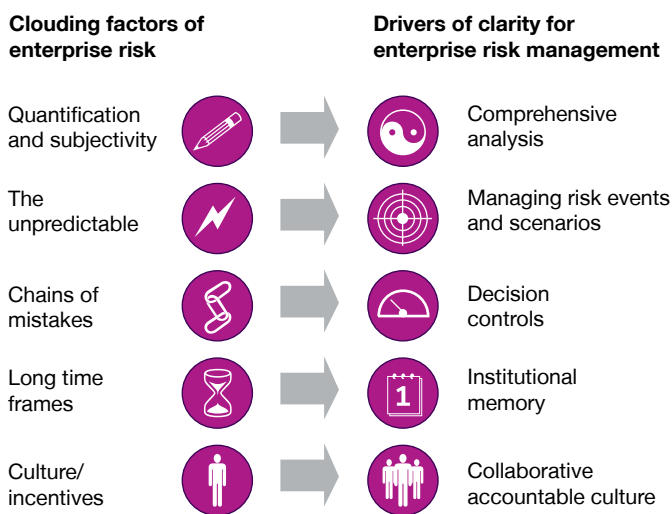 Clouding factors of
enterprise risk
Drivers of clarity for
enterprise risk management
Quantification
and subjectivity
Comprehensive
analysis
The
unpredictable
Managing risk events
and scenarios
Chains of
mistakes
Decision
controls
Long time
frames
1
Institutional
memory
Culture/
incentives
Collaborative
accountable culture